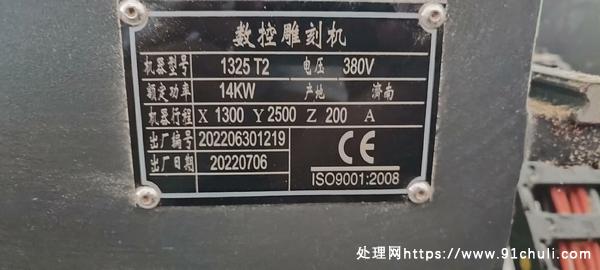 数控雕刻机
机器型号 1325 T2 电压 380V
额定功率 14KW 产地 济南
机器行程 X 1300 Y 2500 Z 200 A
出厂编号 202206301219
出厂日期 20220706
CE
ISO9001:2008
处理网https://www.91chuli.com/